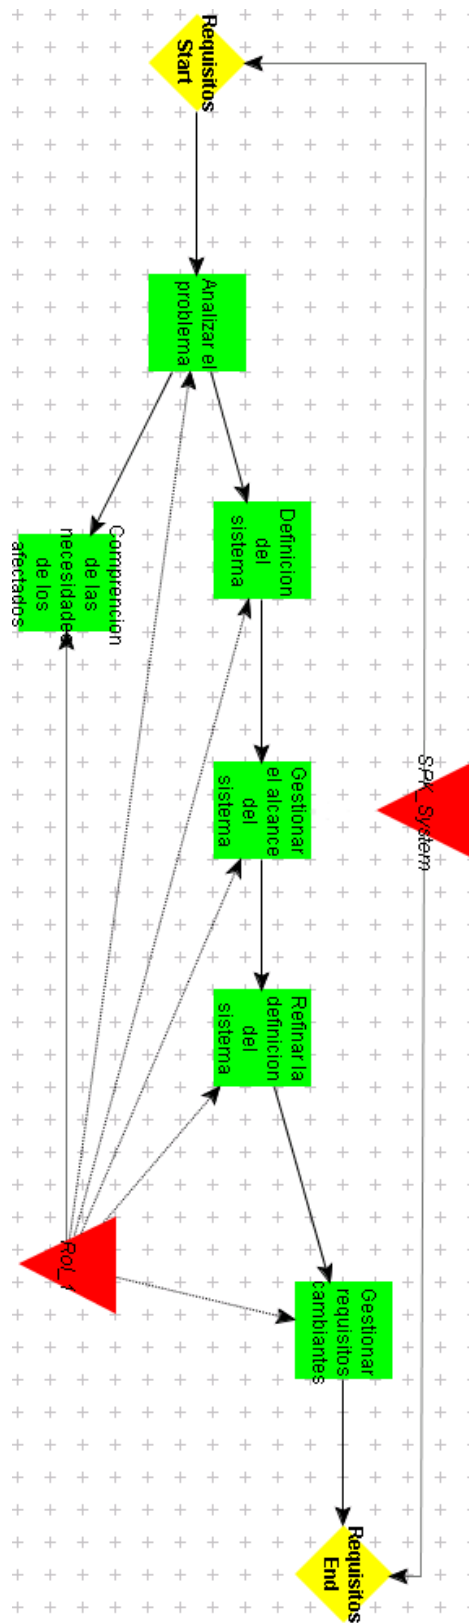 Requisitos
Start
Analizar el
problema
Comprencion
de las
necesidades
de los
afectados
Definicion
del
sistema
Gestionar
el alcance
del
sistema
SPK_System
Refinar la
definicion
del
sistema
Rol_1
Gestionar
requisitos
cambiantes
Requisitos
End